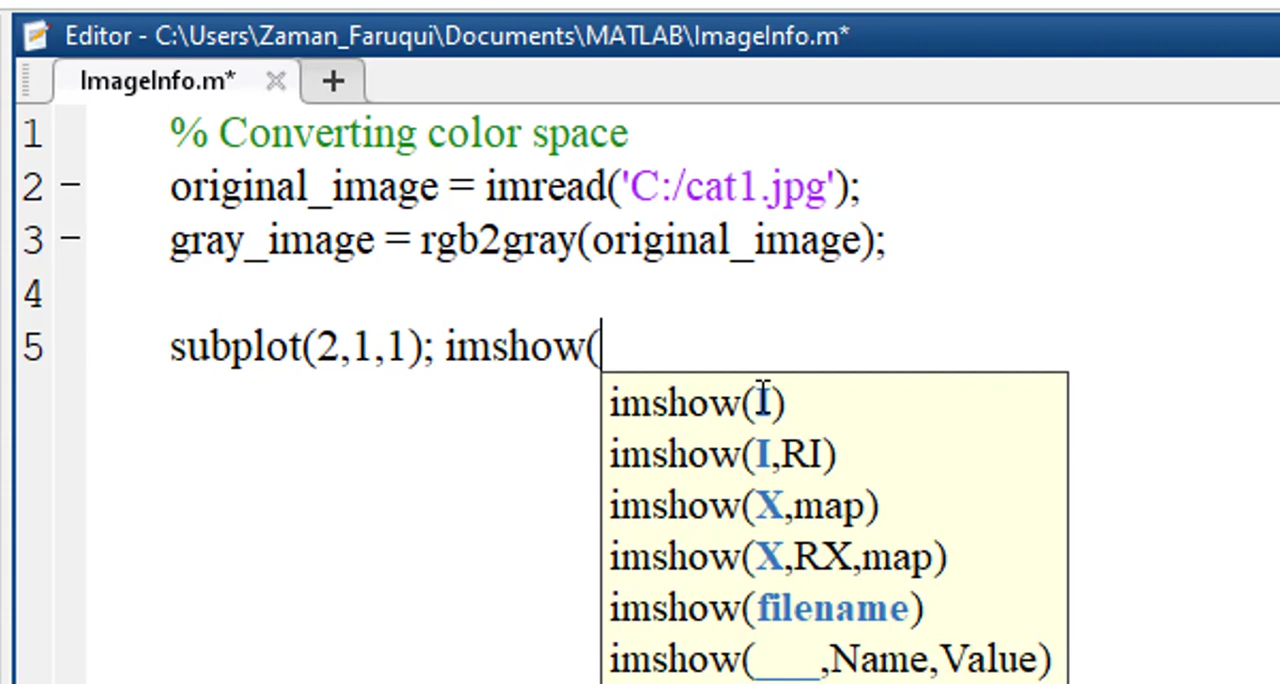 Editor - C:\Users\Zaman_Faruqui\Documents\MATLAB\ImageInfo.m*
ImageInfo.m* × +
1 % Converting color space
2 – original_image = imread('C:/cat1.jpg');
3 – gray_image = rgb2gray(original_image);
4
5 subplot(2,1,1); imshow(
imshow(I)
imshow(I,RI)
imshow(X,map)
imshow(X,RX,map)
imshow(filename)
imshow(___,Name,Value)